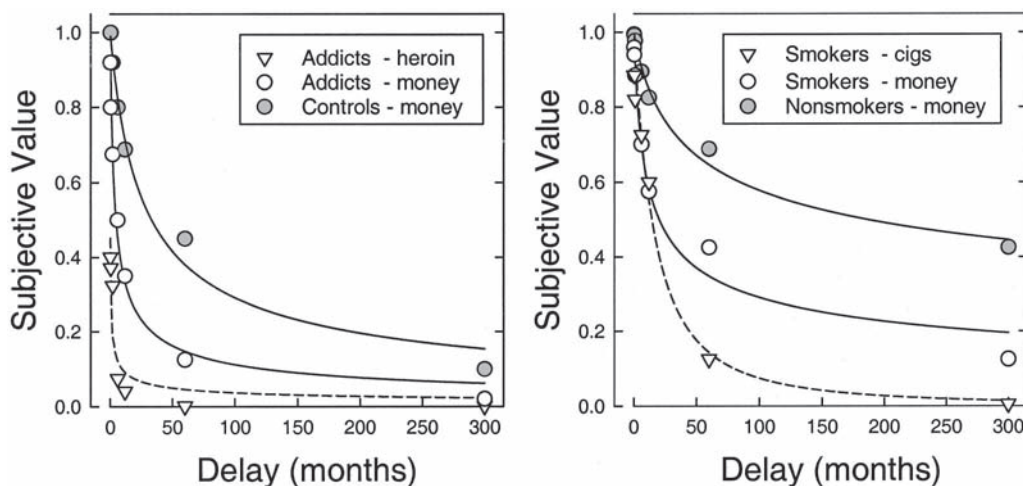 Subjective Value
1.0
0.8
0.6
0.4
0.2
0.0
Addicts - heroin
Addicts - money
Controls - money
0 50 100 150 200 250 300
Delay (months)
Subjective Value
1.0
0.8
0.6
0.4
0.2
0.0
Smokers - cigs
Smokers - money
Nonsmokers - money
0 50 100 150 200 250 300
Delay (months)